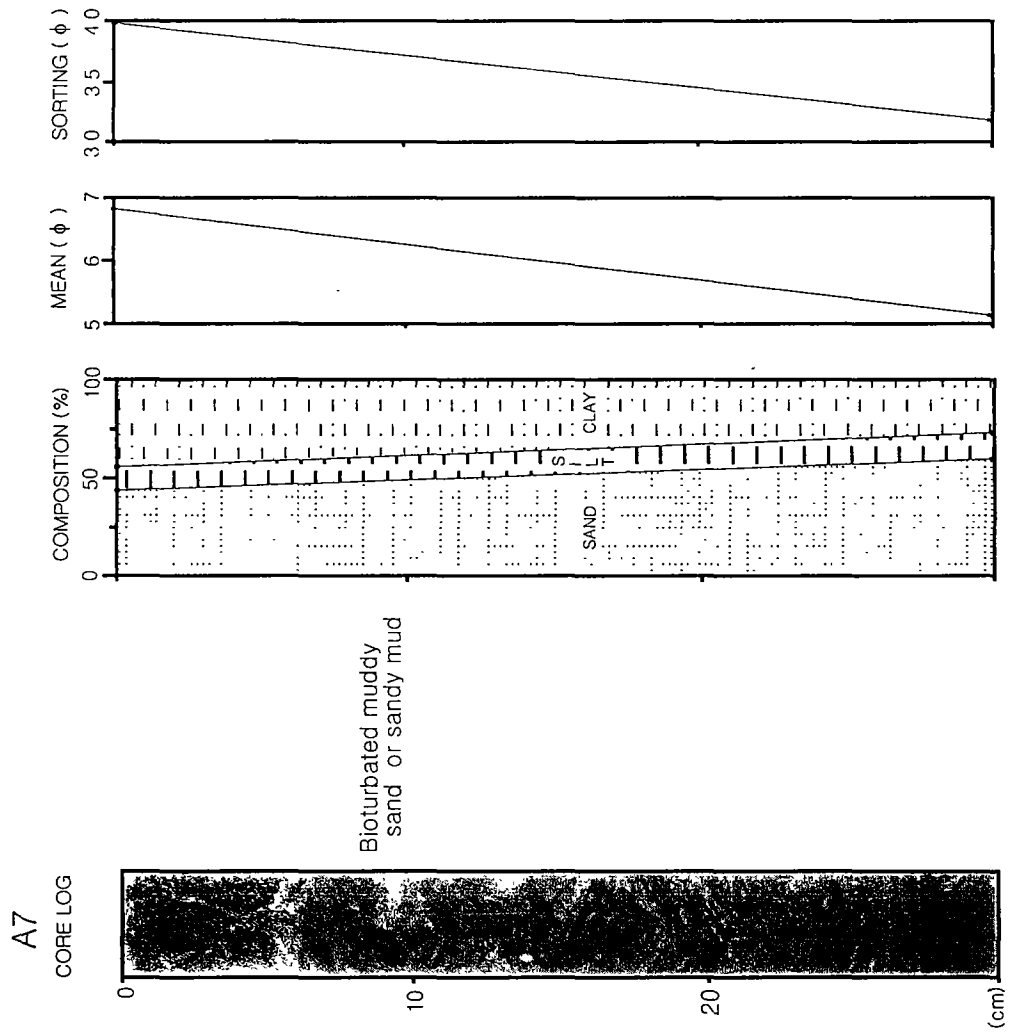 A7
CORE LOG
0
10
20
(cm)
Bioturbated muddy
sand or sandy mud
COMPOSITION (%)
0
50
100
SAND
SILT
CLAY
MEAN ( ϕ )
5
6
7
SORTING ( ϕ )
3.0
3.5
4.0